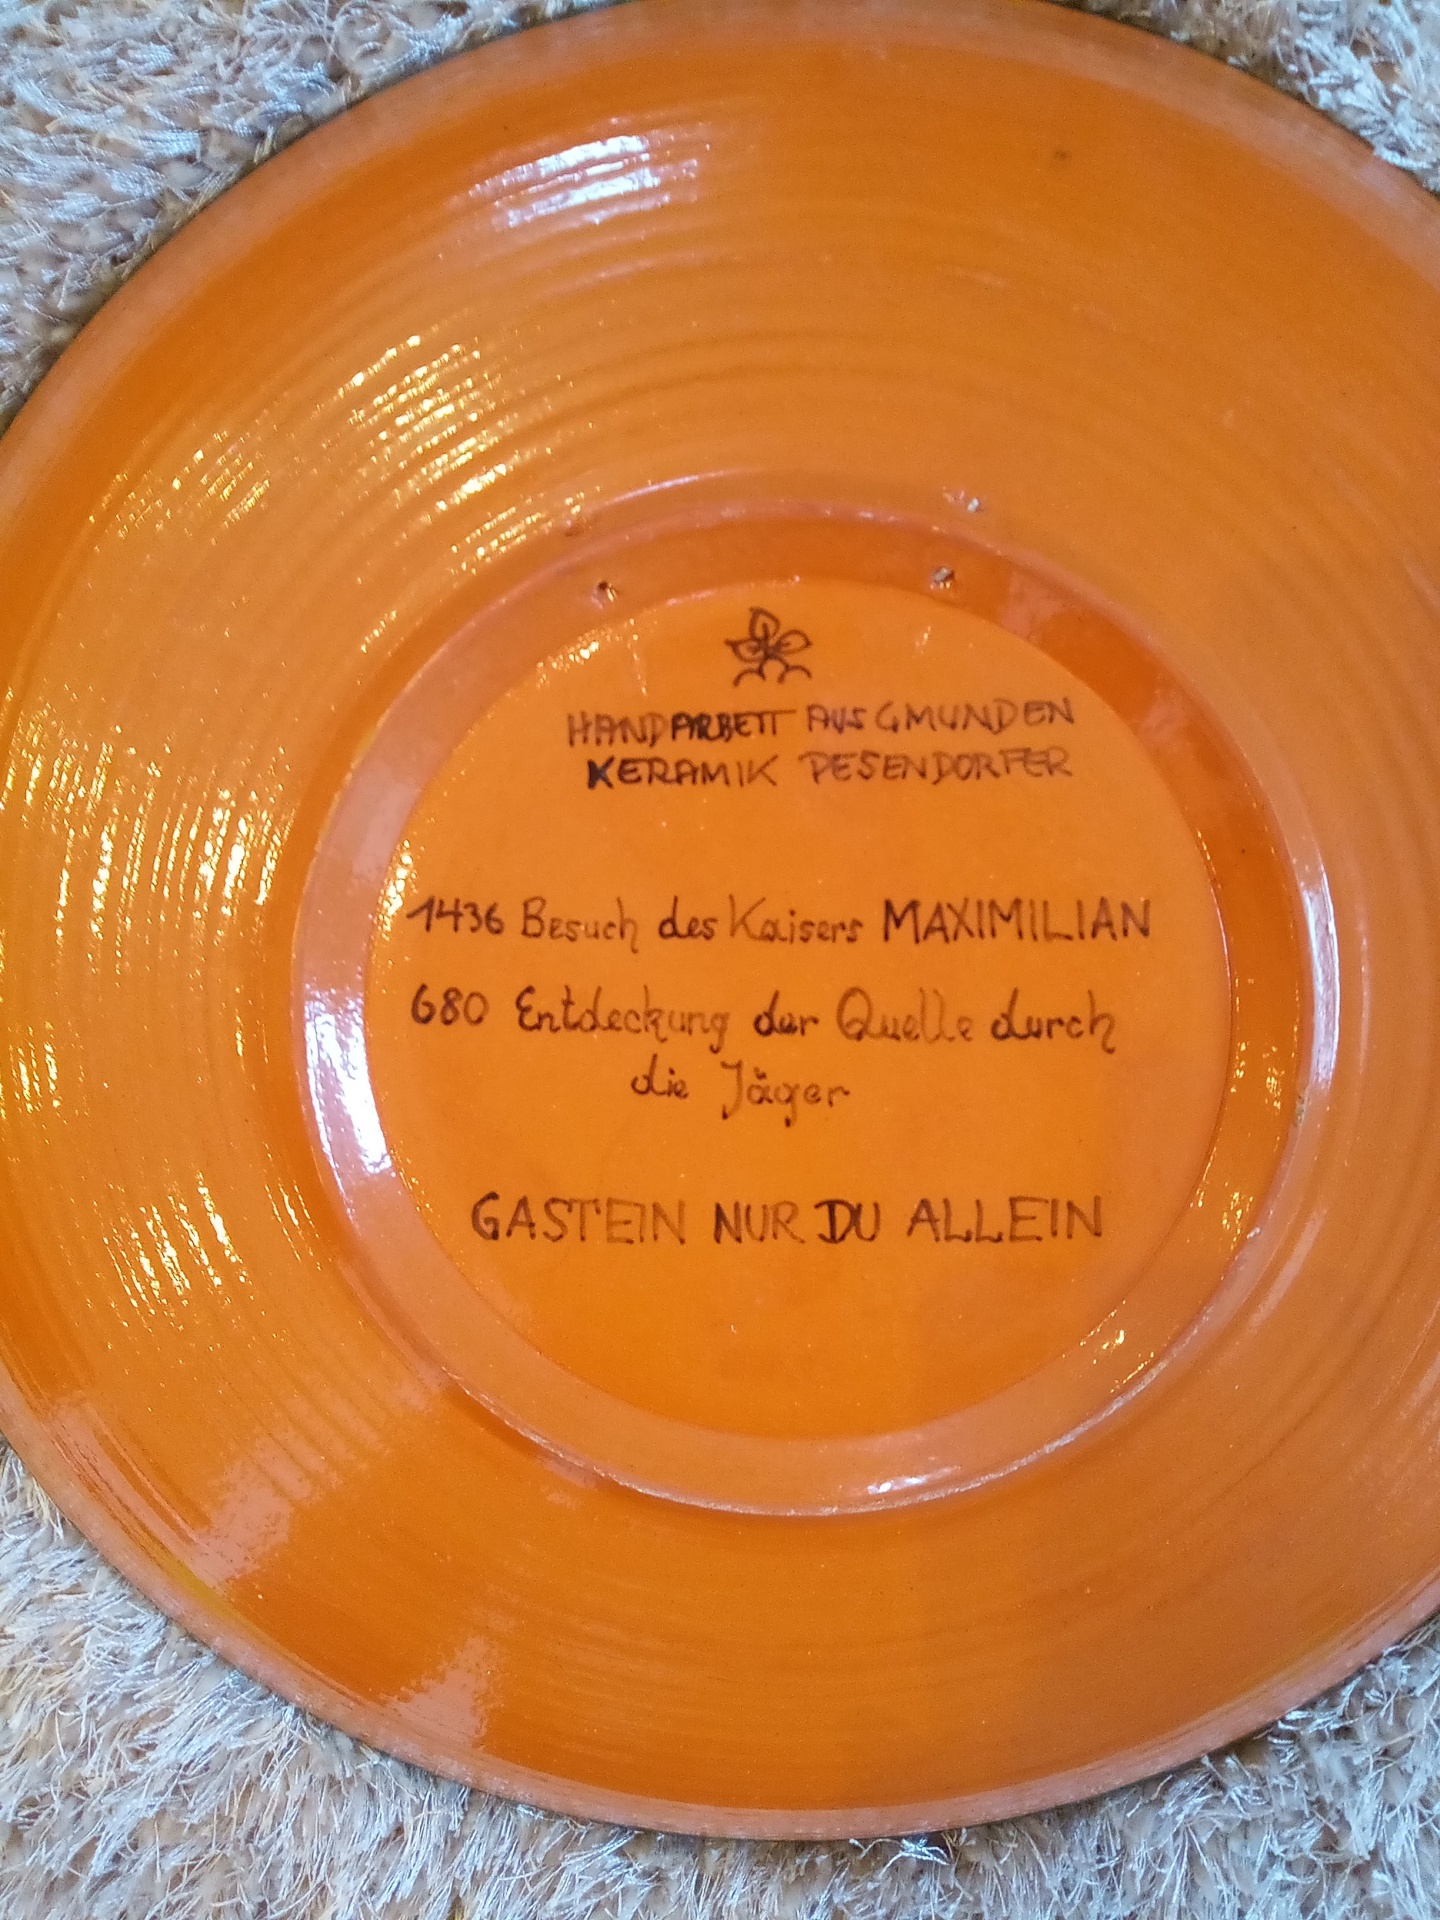 HANDARBEIT AUS GMUNDEN
KERAMIK PESENDORFER
1436 Besuch des Kaisers MAXIMILIAN
680 Entdeckung der Quelle durch
die Jäger
GASTEIN NUR DU ALLEIN